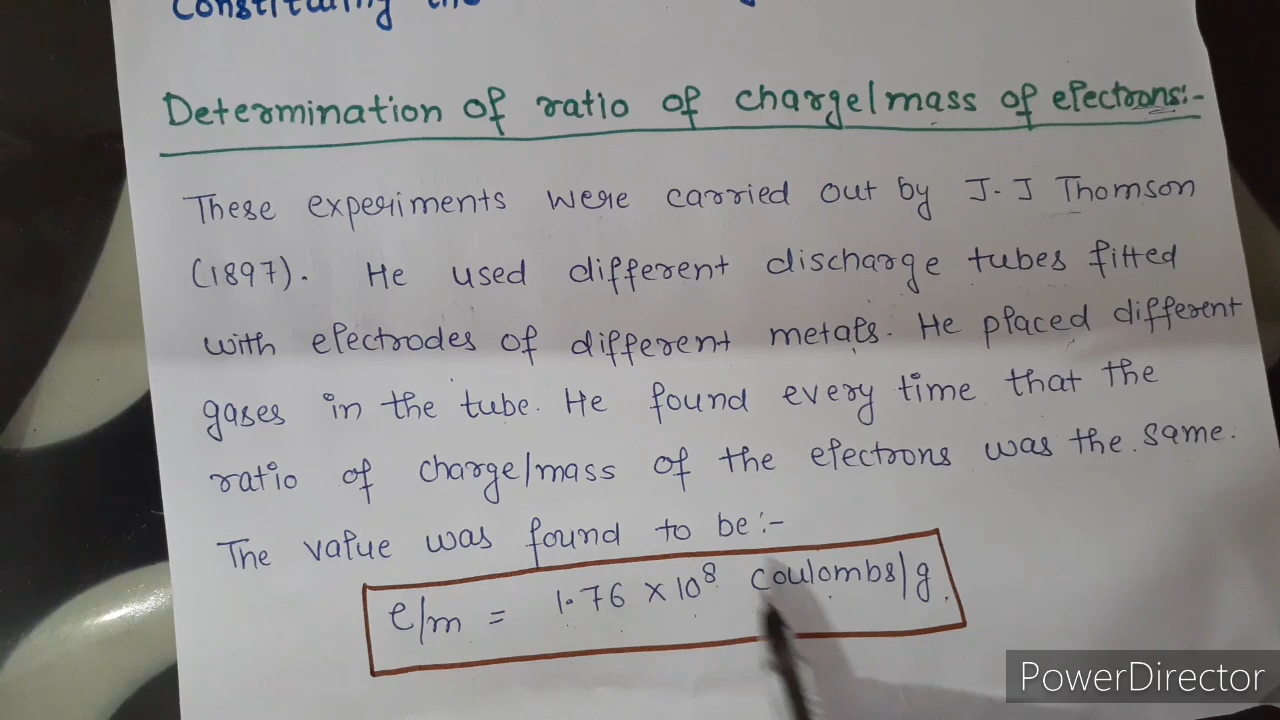 Constituting the
Determination of ratio of charge/mass of electrons:-
These experiments were carried out by J.J Thomson
(1897). He used different discharge tubes fitted
with electrodes of different metals. He placed different
gases in the tube. He found every time that the
ratio of charge/mass of the electrons was the same.
The value was found to be:-
e/m = 1.76 × 10⁸ coulombs/g.
PowerDirector